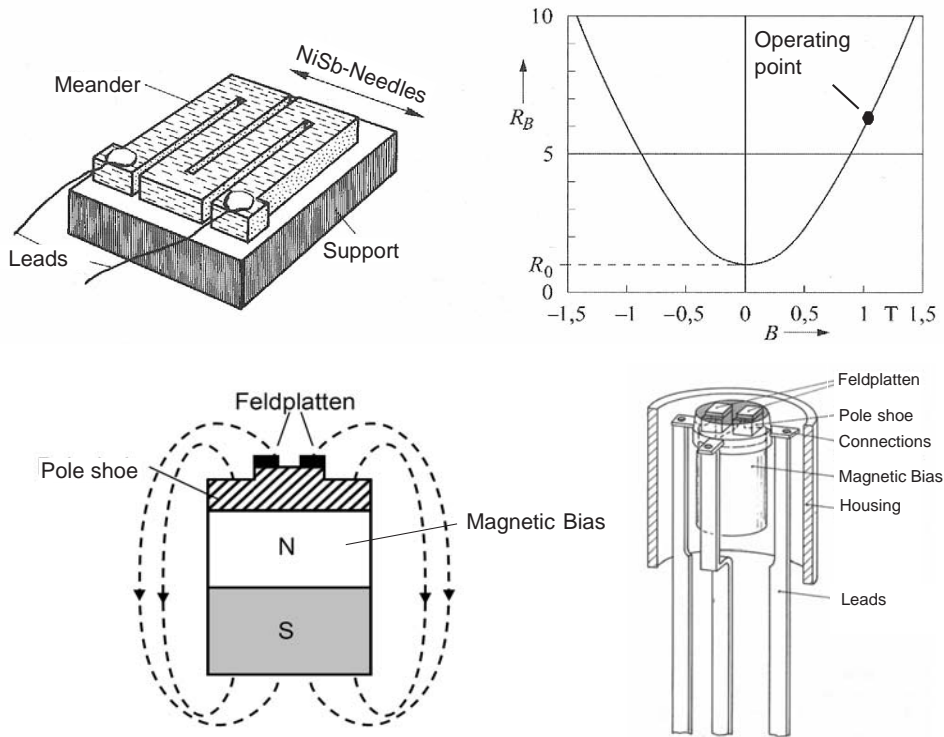 NiSb-Needles
Meander
Leads
Support
10
Operating
point
R_B
5
R_0
0
–1,5 –1 –0,5 0 0,5 1 T 1,5
B
Feldplatten
Pole shoe
Magnetic Bias
N
S
Feldplatten
Pole shoe
Connections
Magnetic Bias
Housing
Leads